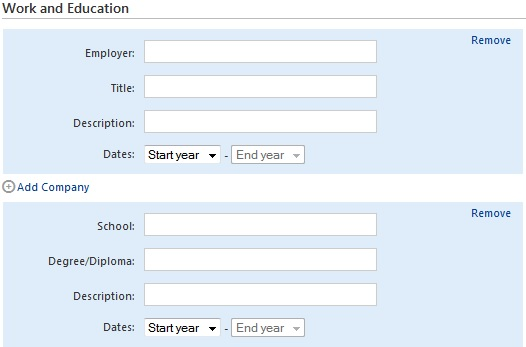 Work and Education
Remove
Employer:
Title:
Description:
Dates: Start year - End year
Add Company
Remove
School:
Degree/Diploma:
Description:
Dates: Start year - End year